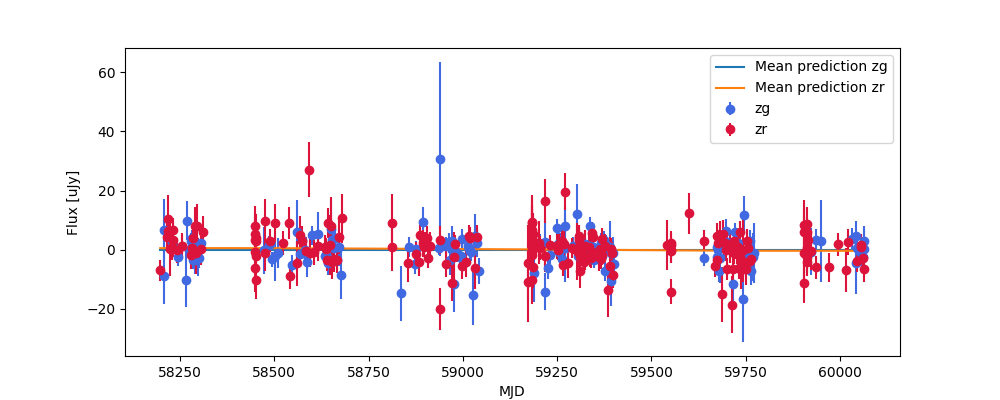 Mean prediction zg
Mean prediction zr
zg
zr
60
40
20
0
−20
Flux [uJy]
58250 58500 58750 59000 59250 59500 59750 60000
MJD